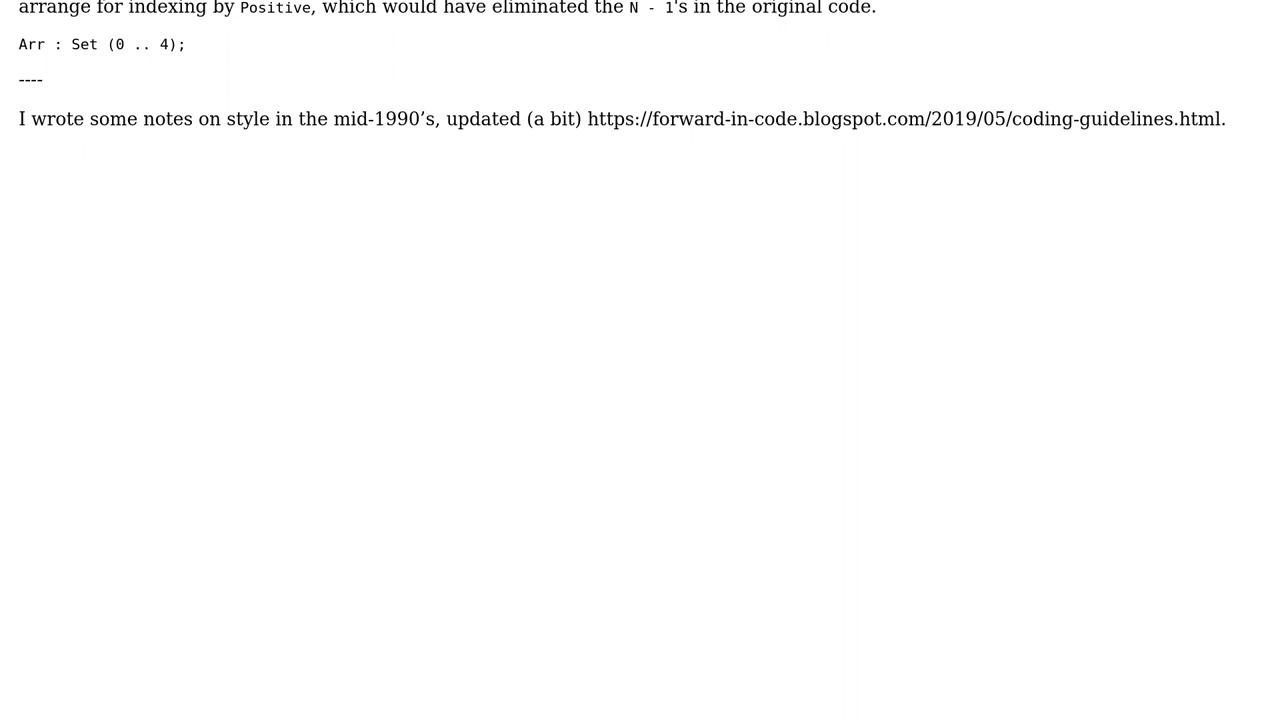 arrange for indexing by Positive, which would have eliminated the N - 1's in the original code.
Arr : Set (0 .. 4);
----
I wrote some notes on style in the mid-1990’s, updated (a bit) https://forward-in-code.blogspot.com/2019/05/coding-guidelines.html.